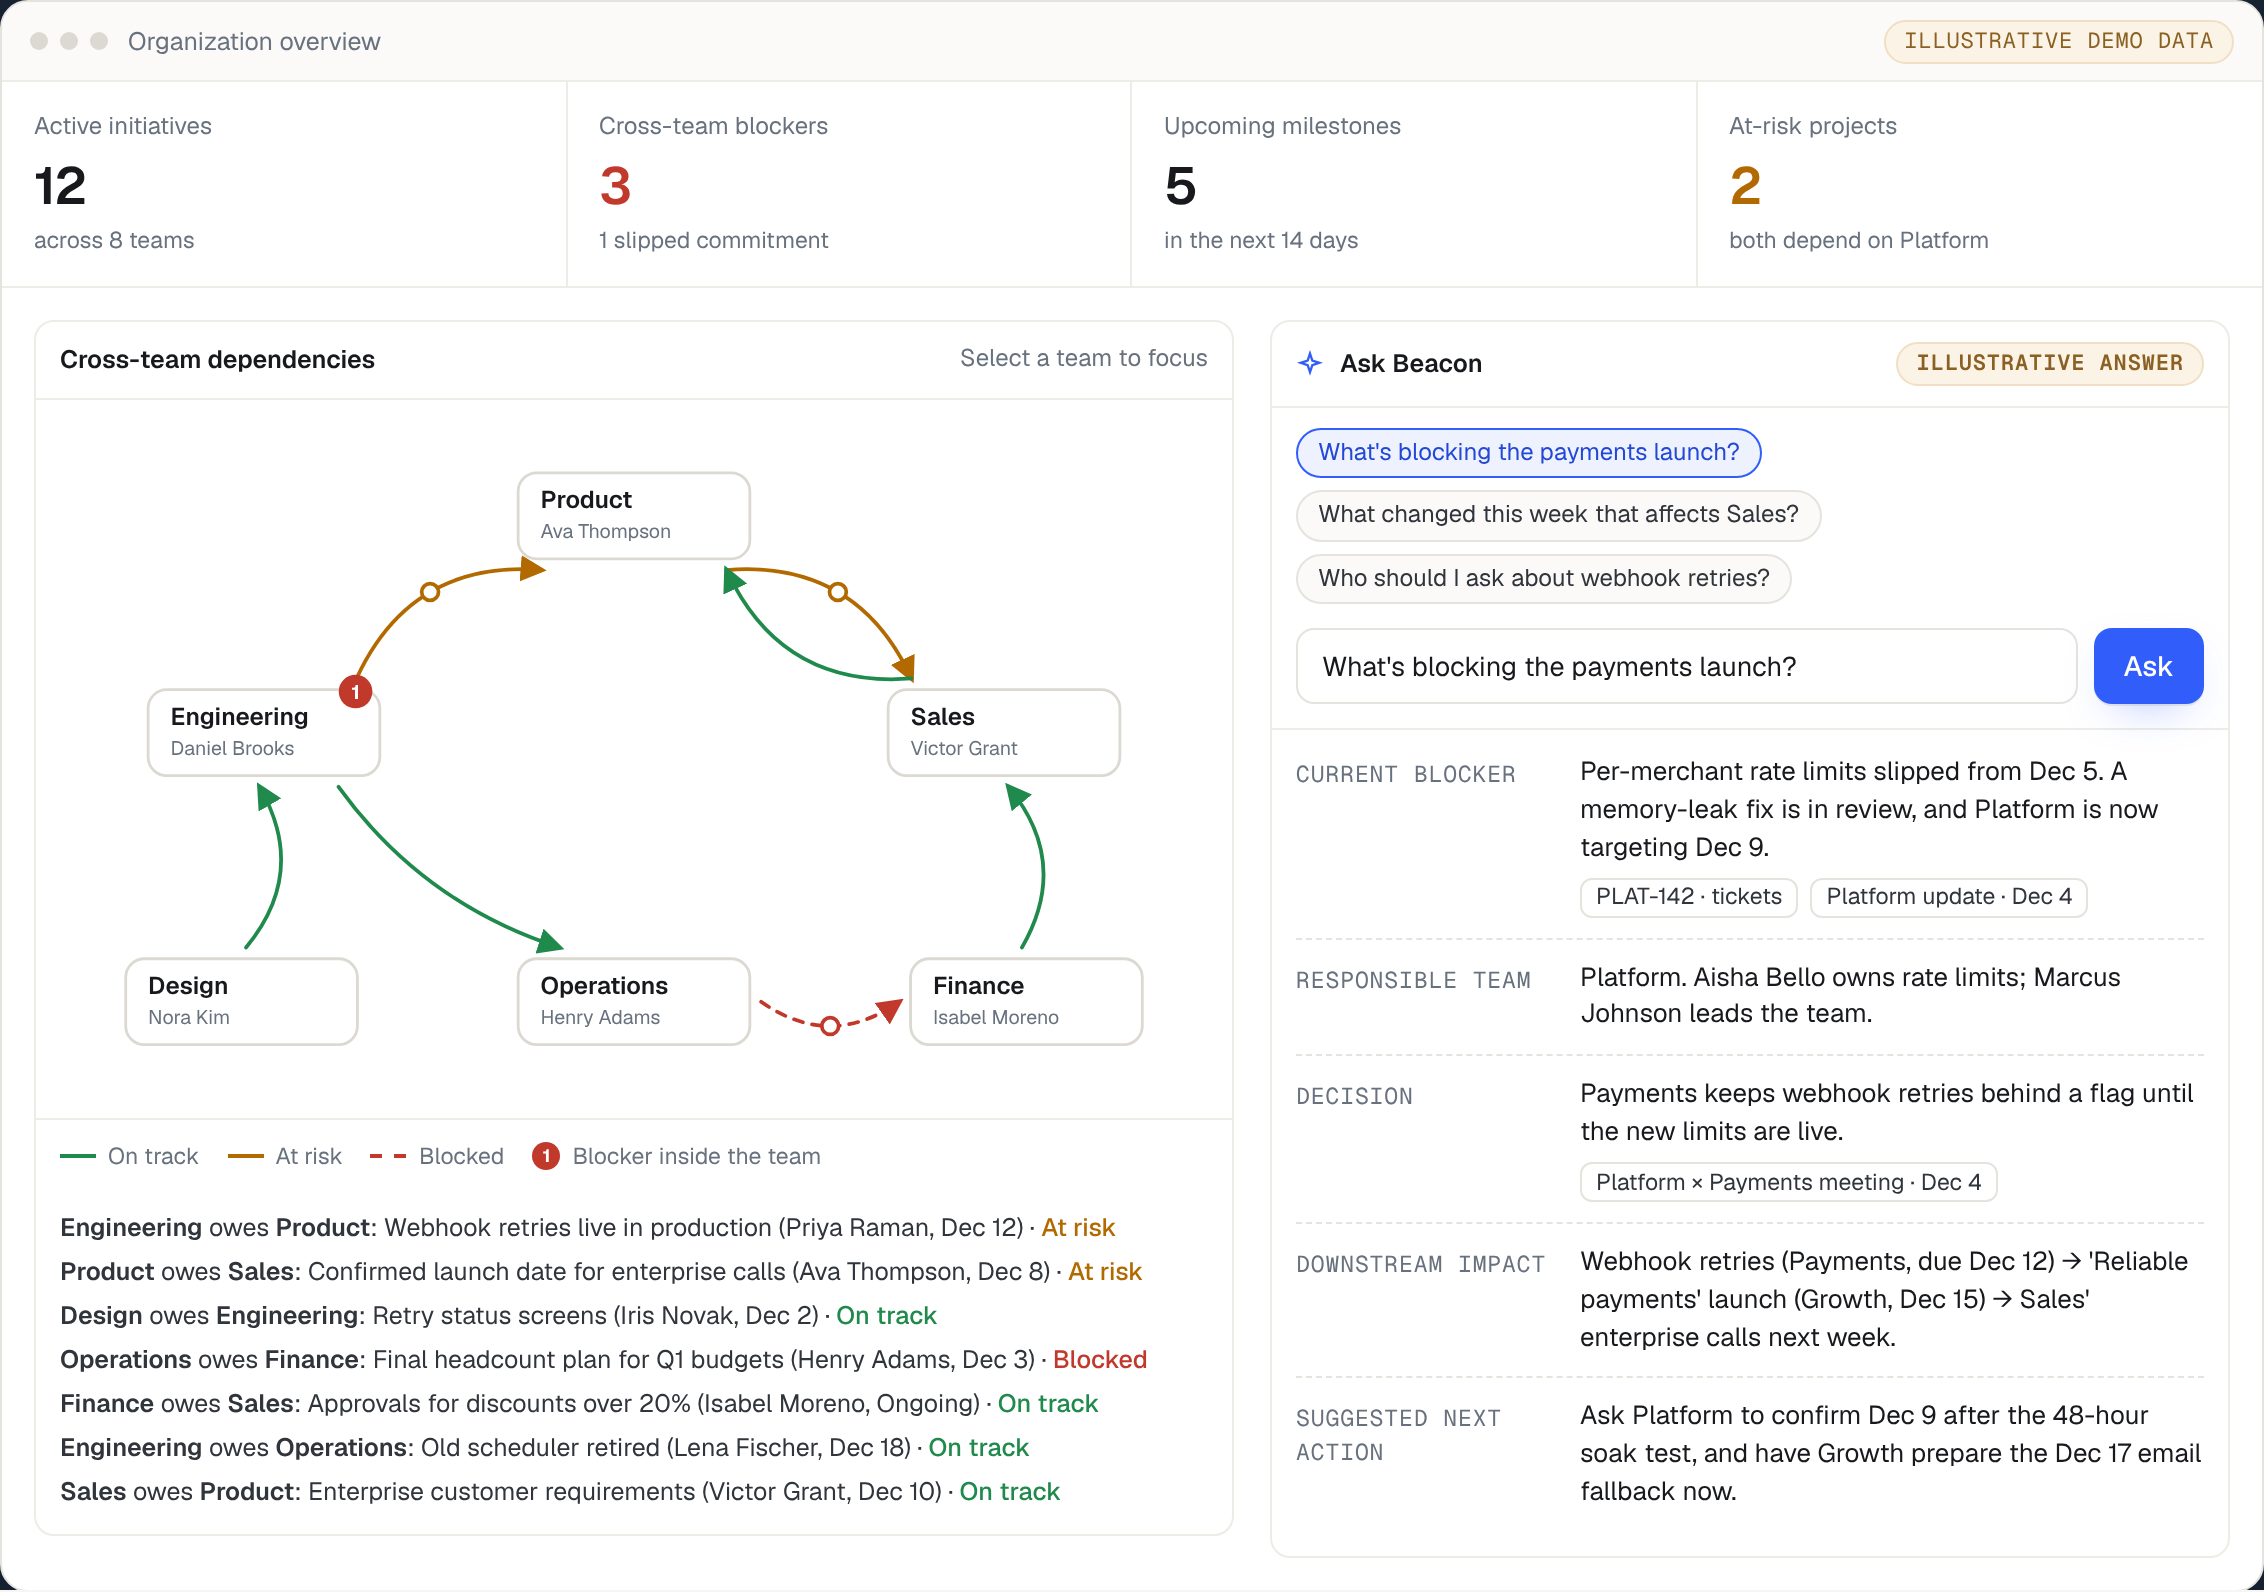 Organization overview
ILLUSTRATIVE DEMO DATA
Active initiatives
12
across 8 teams
Cross-team blockers
3
1 slipped commitment
Upcoming milestones
5
in the next 14 days
At-risk projects
2
both depend on Platform
Cross-team dependencies
Select a team to focus
Product
Ava Thompson
1
Engineering
Daniel Brooks
Sales
Victor Grant
Design
Nora Kim
Operations
Henry Adams
Finance
Isabel Moreno
On track
At risk
Blocked
1
Blocker inside the team
Engineering owes Product: Webhook retries live in production (Priya Raman, Dec 12) · At risk
Product owes Sales: Confirmed launch date for enterprise calls (Ava Thompson, Dec 8) · At risk
Design owes Engineering: Retry status screens (Iris Novak, Dec 2) · On track
Operations owes Finance: Final headcount plan for Q1 budgets (Henry Adams, Dec 3) · Blocked
Finance owes Sales: Approvals for discounts over 20% (Isabel Moreno, Ongoing) · On track
Engineering owes Operations: Old scheduler retired (Lena Fischer, Dec 18) · On track
Sales owes Product: Enterprise customer requirements (Victor Grant, Dec 10) · On track
Ask Beacon
ILLUSTRATIVE ANSWER
What's blocking the payments launch?
What changed this week that affects Sales?
Who should I ask about webhook retries?
What's blocking the payments launch?
Ask
CURRENT BLOCKER
Per-merchant rate limits slipped from Dec 5. A
memory-leak fix is in review, and Platform is now
targeting Dec 9.
PLAT-142 · tickets
Platform update · Dec 4
RESPONSIBLE TEAM
Platform. Aisha Bello owns rate limits; Marcus
Johnson leads the team.
DECISION
Payments keeps webhook retries behind a flag until
the new limits are live.
Platform × Payments meeting · Dec 4
DOWNSTREAM IMPACT
Webhook retries (Payments, due Dec 12) → 'Reliable
payments' launch (Growth, Dec 15) → Sales'
enterprise calls next week.
SUGGESTED NEXT
ACTION
Ask Platform to confirm Dec 9 after the 48-hour
soak test, and have Growth prepare the Dec 17 email
fallback now.